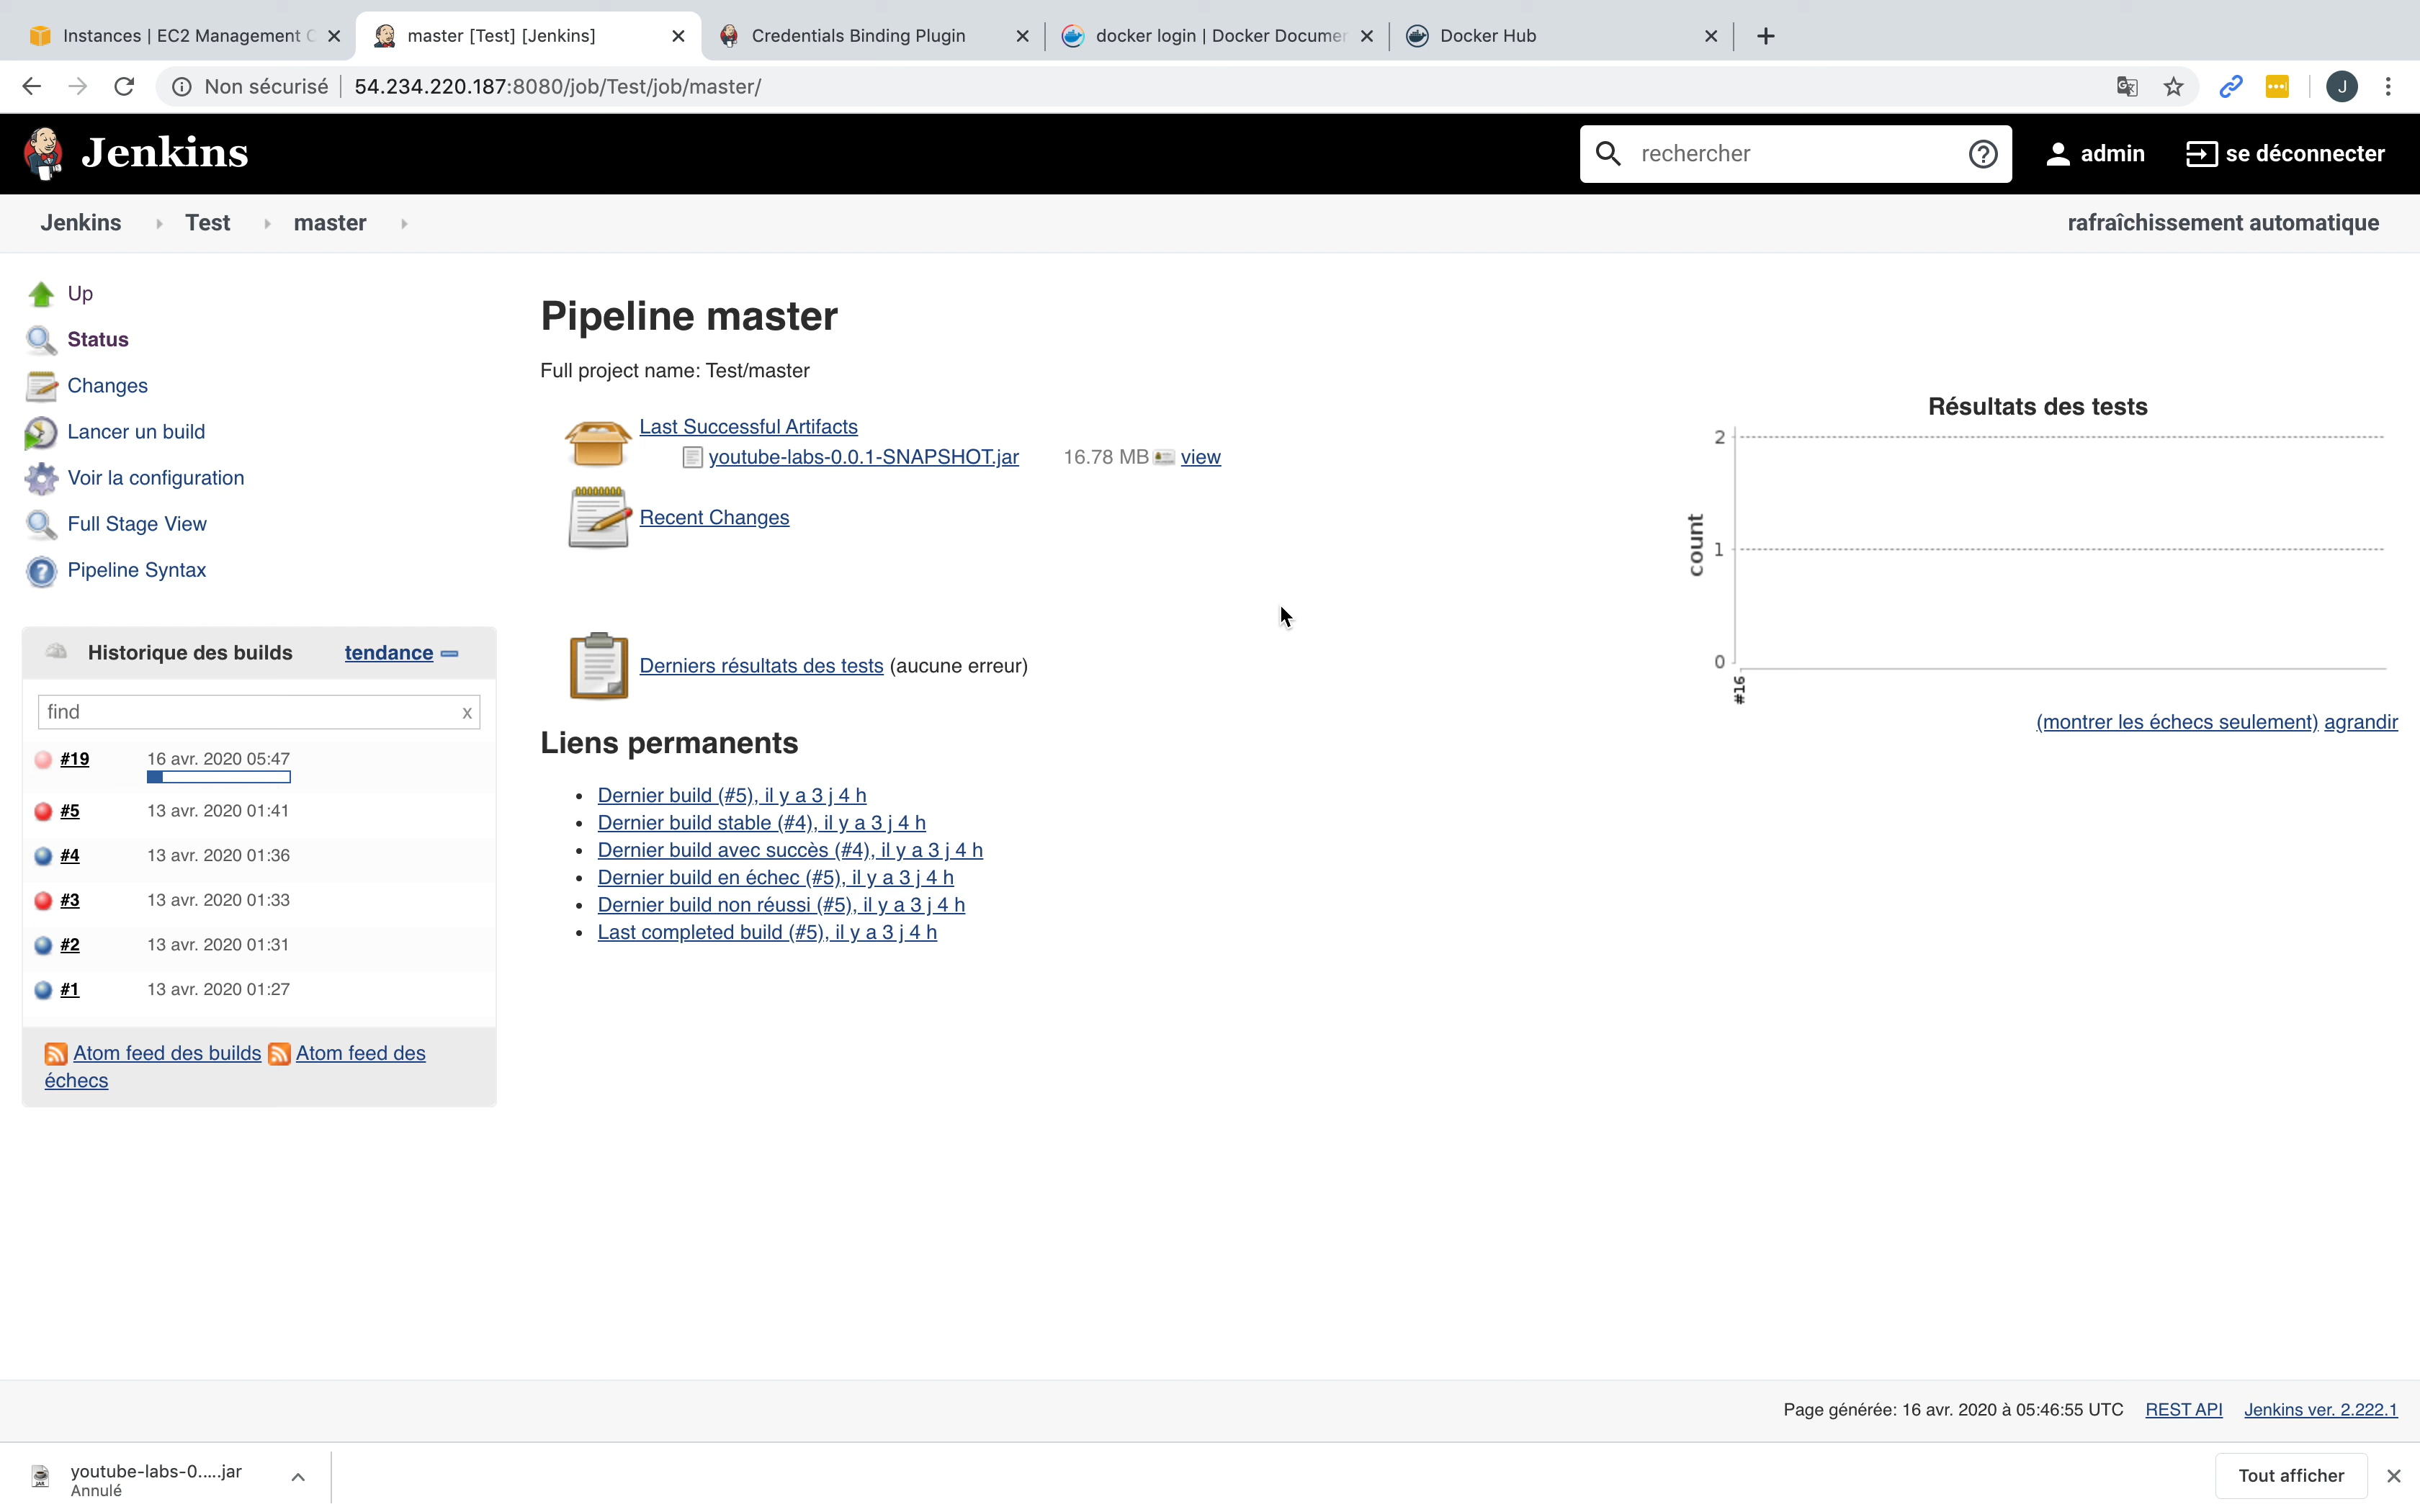 Instances | EC2 Management C
master [Test] [Jenkins]
Credentials Binding Plugin
docker login | Docker Documen
Docker Hub
Non sécurisé
54.234.220.187:8080/job/Test/job/master/
J
Jenkins
rechercher
admin
se déconnecter
Jenkins
Test
master
rafraîchissement automatique
Up
Status
Changes
Lancer un build
Voir la configuration
Full Stage View
Pipeline Syntax
Historique des builds
tendance
find
x
#19 16 avr. 2020 05:47
#5 13 avr. 2020 01:41
#4 13 avr. 2020 01:36
#3 13 avr. 2020 01:33
#2 13 avr. 2020 01:31
#1 13 avr. 2020 01:27
Atom feed des builds Atom feed des
échecs
Pipeline master
Full project name: Test/master
Last Successful Artifacts
youtube-labs-0.0.1-SNAPSHOT.jar 16.78 MB view
Recent Changes
Derniers résultats des tests (aucune erreur)
Liens permanents
Dernier build (#5), il y a 3 j 4 h
Dernier build stable (#4), il y a 3 j 4 h
Dernier build avec succès (#4), il y a 3 j 4 h
Dernier build en échec (#5), il y a 3 j 4 h
Dernier build non réussi (#5), il y a 3 j 4 h
Last completed build (#5), il y a 3 j 4 h
Résultats des tests
2
count
1
0
#16
(montrer les échecs seulement) agrandir
Page générée: 16 avr. 2020 à 05:46:55 UTC
REST API
Jenkins ver. 2.222.1
youtube-labs-0.....jar
Annulé
Tout afficher